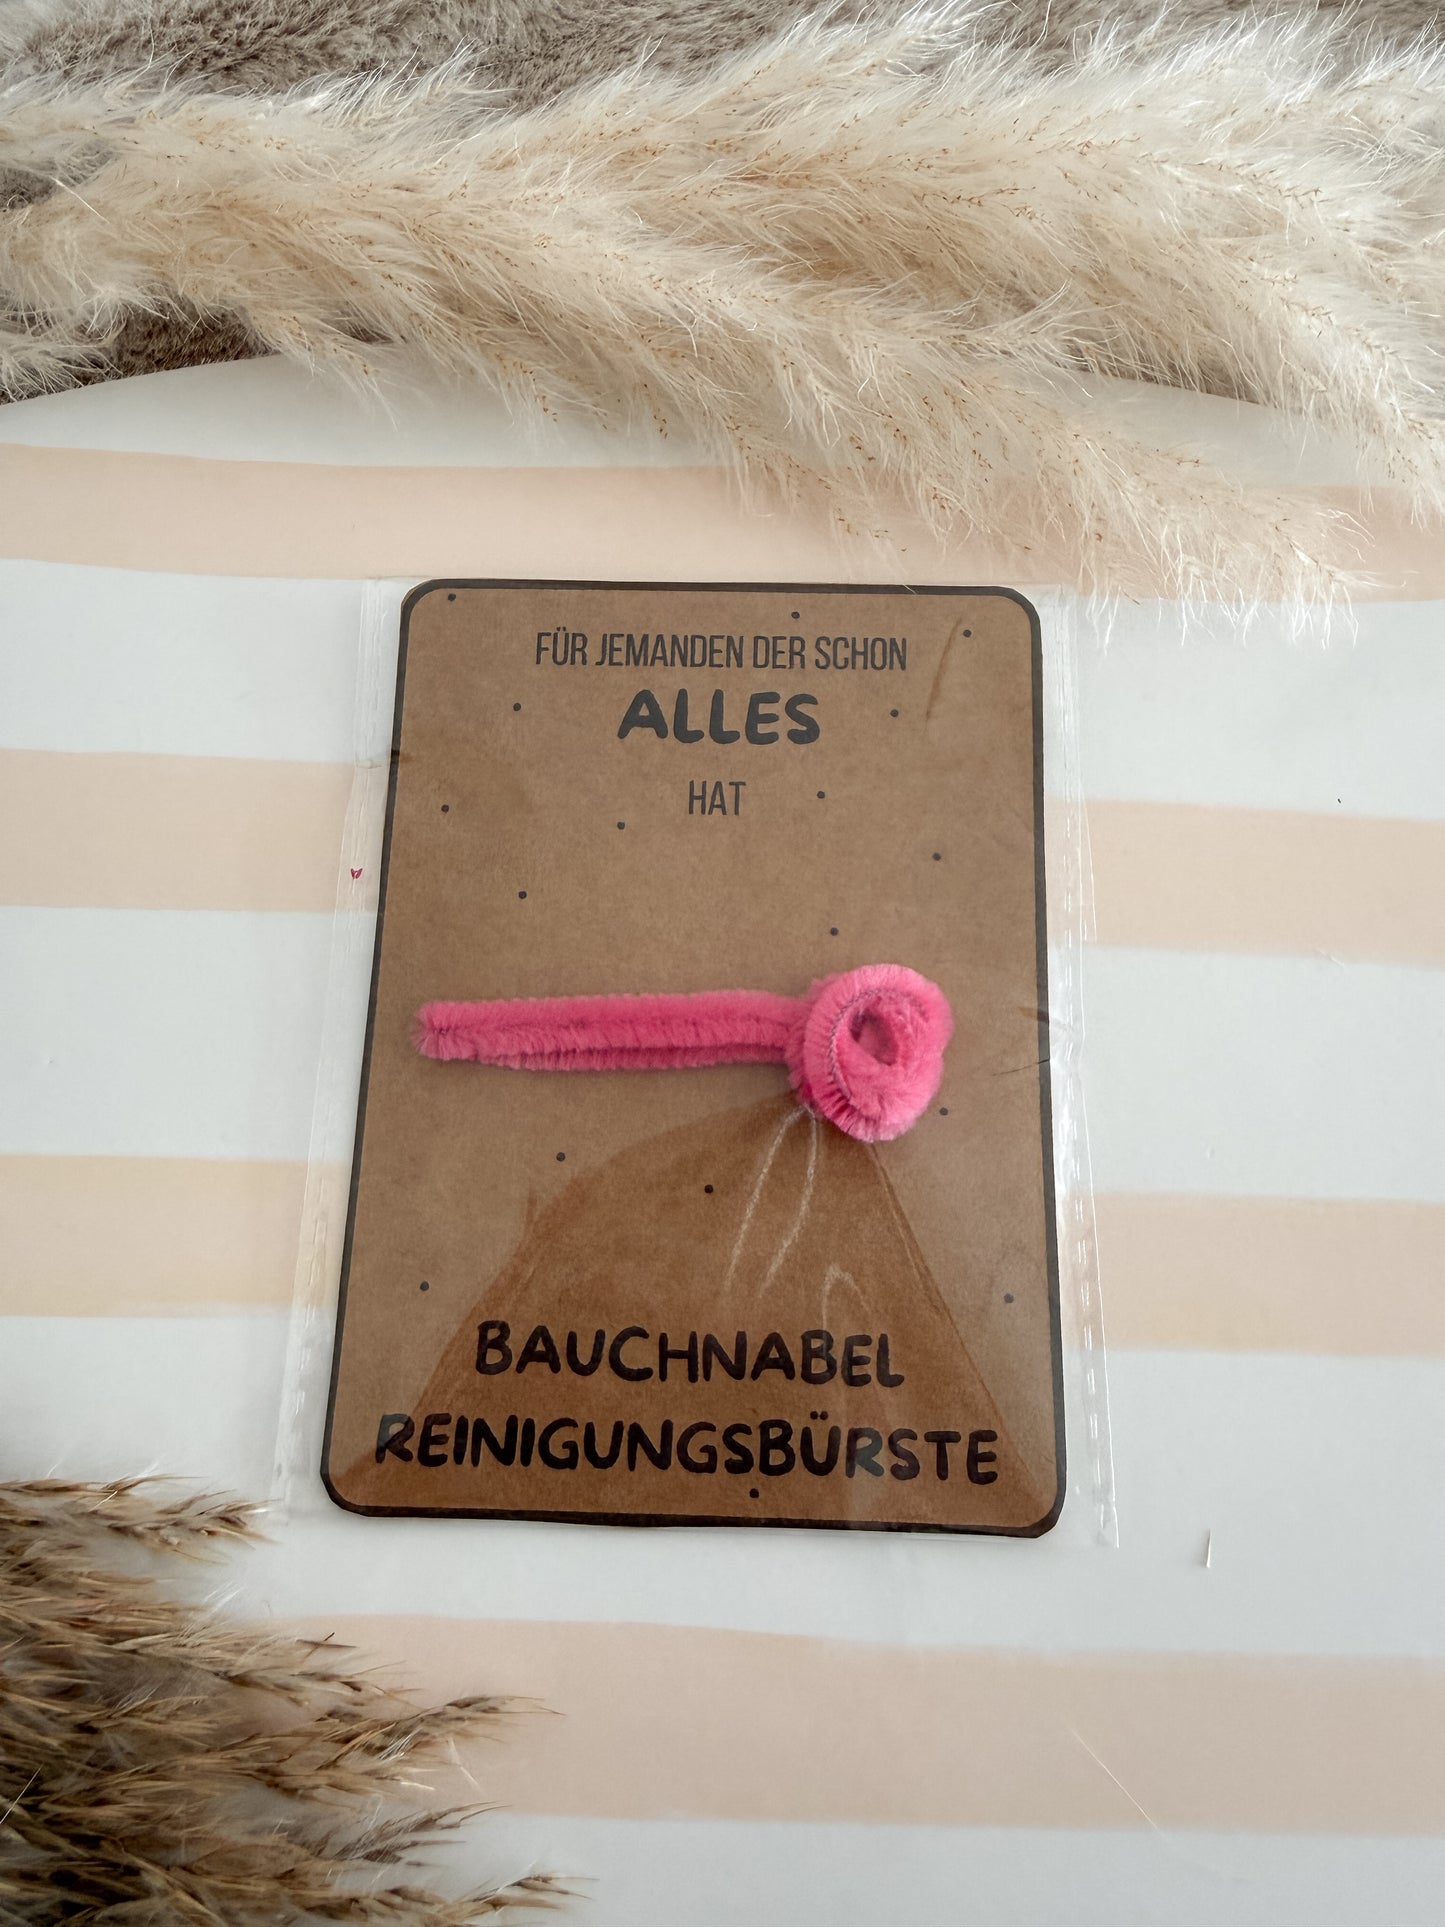 FÜR JEMANDEN DER SCHON
ALLES
HAT
BAUCHNABEL
REINIGUNGSBÜRSTE